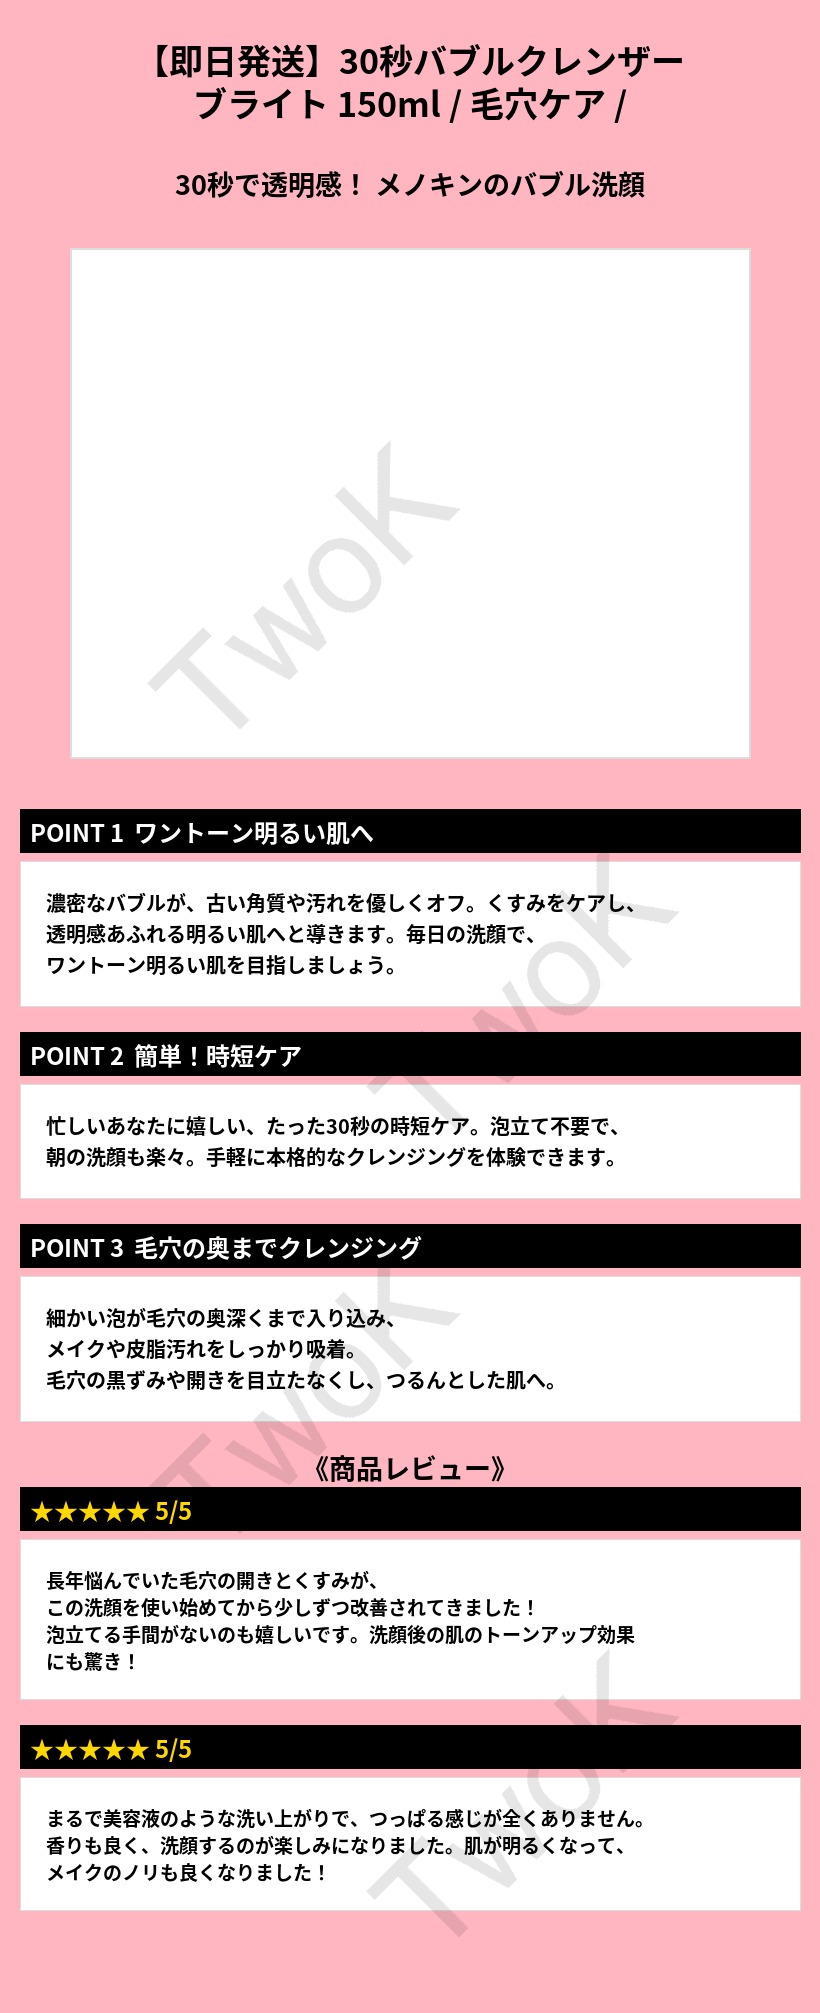 【即日発送】30秒バブルクレンザー
ブライト 150ml / 毛穴ケア /
30秒で透明感！ メノキンのバブル洗顔
TwoK
POINT 1 ワントーン明るい肌へ
濃密なバブルが、古い角質や汚れを優しくオフ。くすみをケアし、
透明感あふれる明るい肌へと導きます。毎日の洗顔で、
ワントーン明るい肌を目指しましょう。
TwoK
POINT 2 簡単！時短ケア
忙しいあなたに嬉しい、たった30秒の時短ケア。泡立て不要で、
朝の洗顔も楽々。手軽に本格的なクレンジングを体験できます。
POINT 3 毛穴の奥までクレンジング
細かい泡が毛穴の奥深くまで入り込み、
メイクや皮脂汚れをしっかり吸着。
毛穴の黒ずみや開きを目立たなくし、つるんとした肌へ。
TwoK
《商品レビュー》
★★★★★ 5/5
長年悩んでいた毛穴の開きとくすみが、
この洗顔を使い始めてから少しずつ改善されてきました！
泡立てる手間がないのも嬉しいです。洗顔後の肌のトーンアップ効果
にも驚き！
★★★★★ 5/5
まるで美容液のような洗い上がりで、つっぱる感じが全くありません。
香りも良く、洗顔するのが楽しみになりました。肌が明るくなって、
メイクのノリも良くなりました！
TwoK